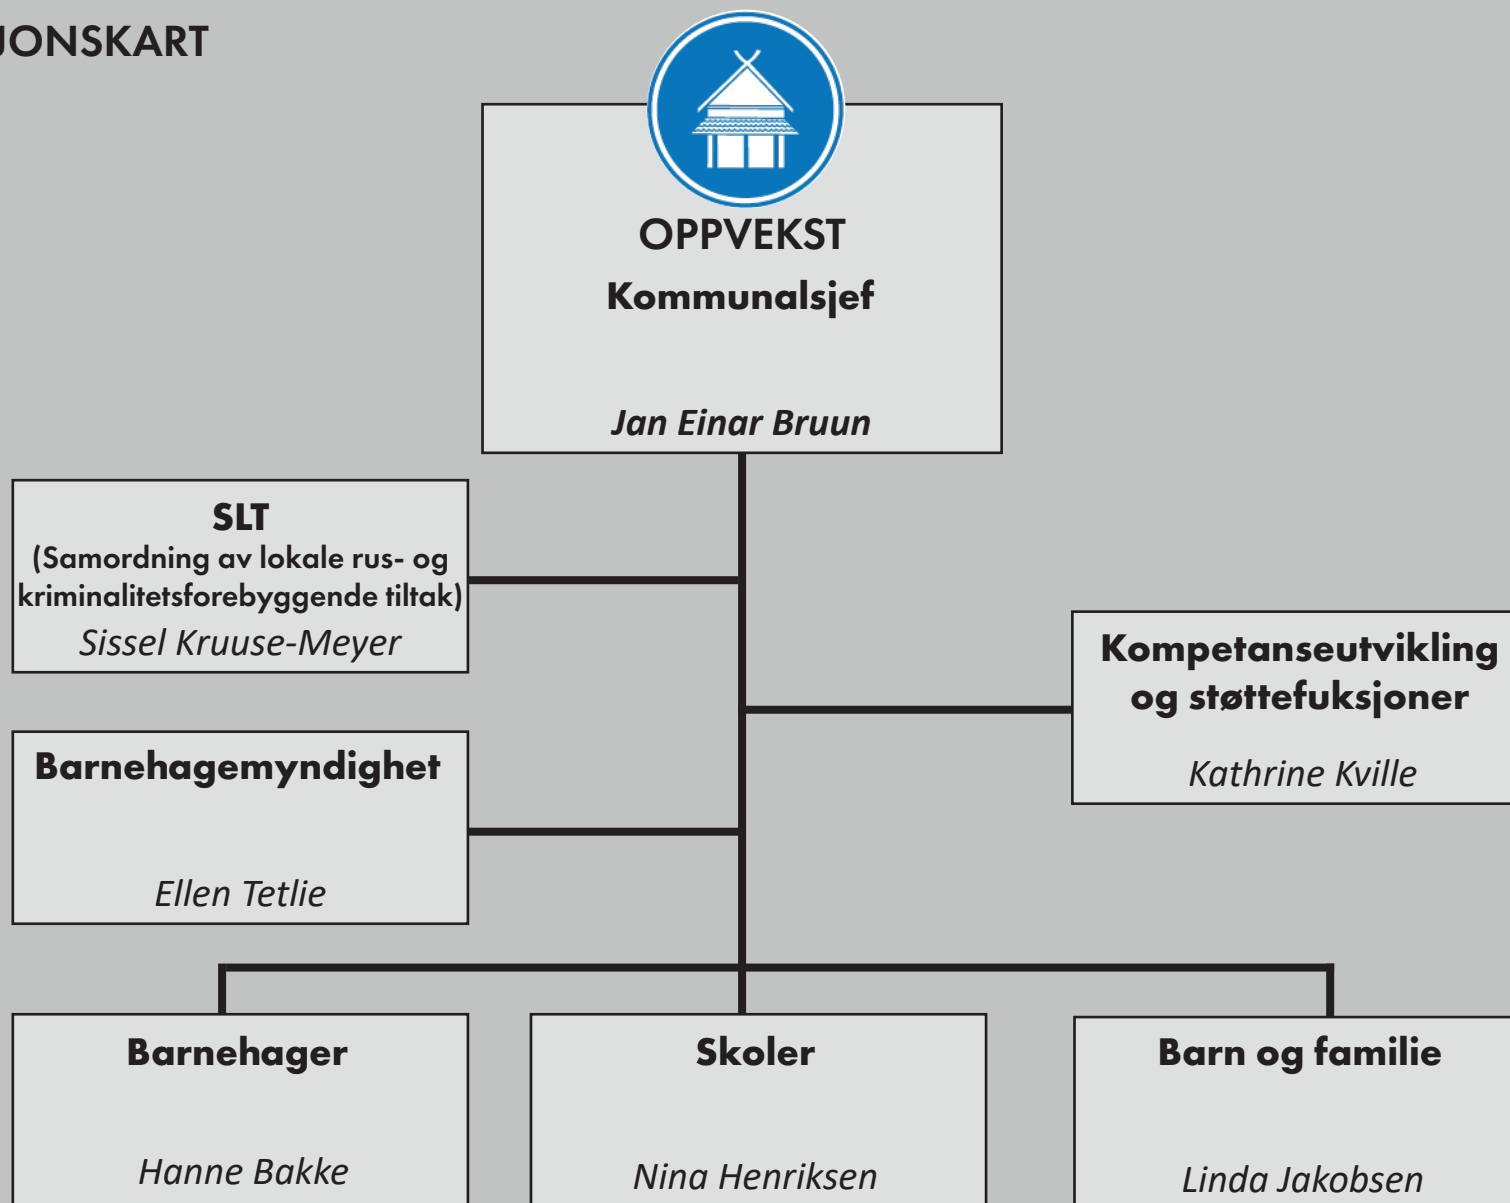 JONSKART
OPPVEKST
Kommunalsjef
Jan Einar Bruun
SLT
(Samordning av lokale rus- og
kriminalitetsforebyggende tiltak)
Sissel Kruuse-Meyer
Kompetanseutvikling
og støttefuksjoner
Kathrine Kville
Barnehagemyndighet
Ellen Tetlie
Barnehager
Hanne Bakke
Skoler
Nina Henriksen
Barn og familie
Linda Jakobsen